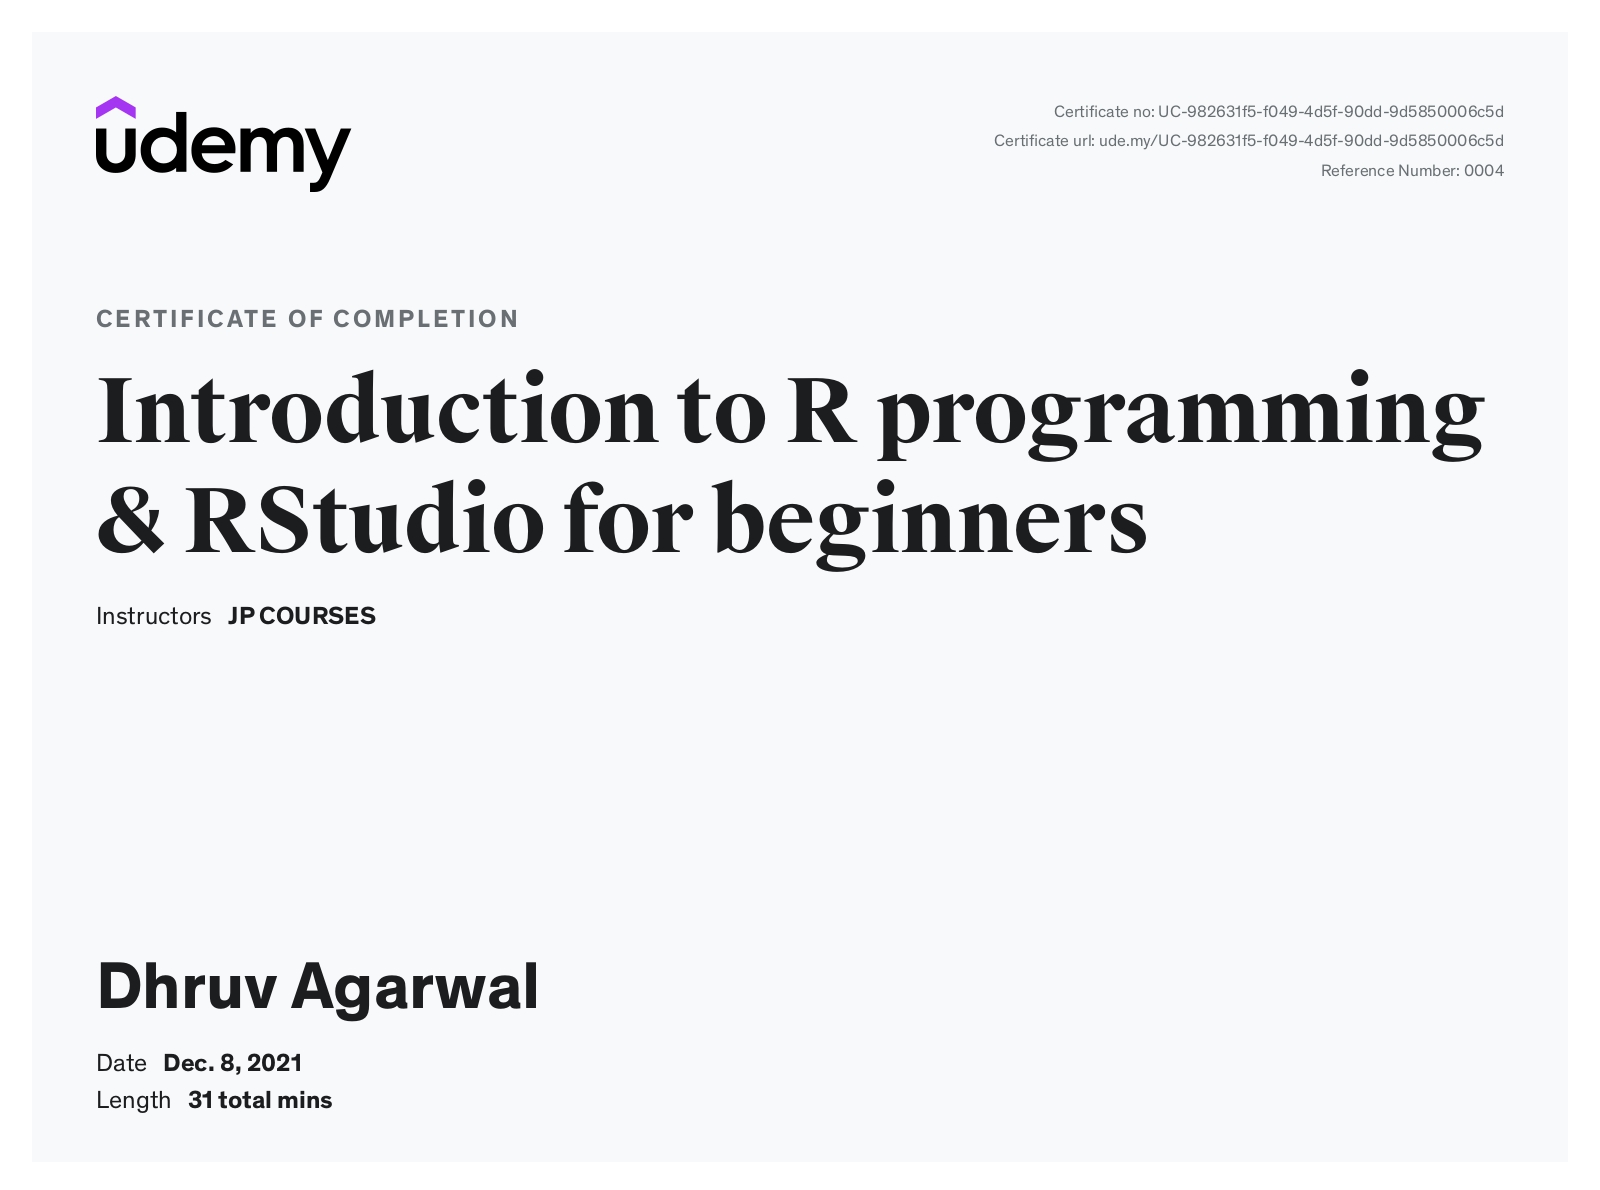 udemy
Certificate no: UC-982631f5-f049-4d5f-90dd-9d5850006c5d
Certificate url: ude.my/UC-982631f5-f049-4d5f-90dd-9d5850006c5d
Reference Number: 0004
CERTIFICATE OF COMPLETION
Introduction to R programming
& RStudio for beginners
Instructors JP COURSES
Dhruv Agarwal
Date Dec. 8, 2021
Length 31 total mins